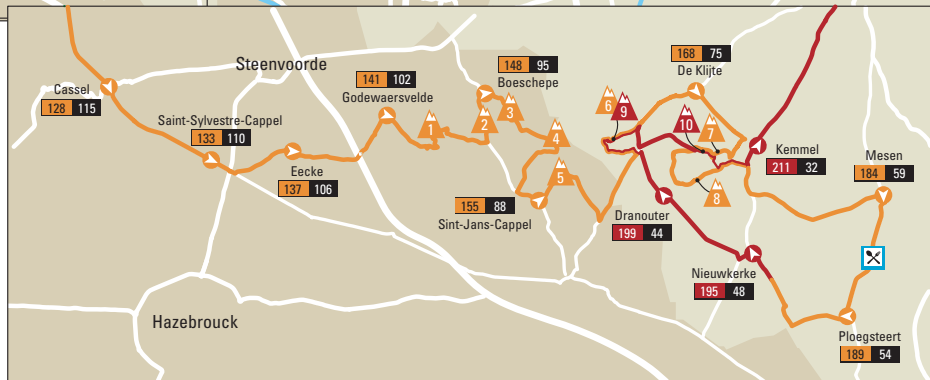 Steenvoorde
Cassel
128 115
Saint-Sylvestre-Cappel
133 110
Eecke
137 106
141 102
Godewaersvelde
148 95
Boeschepe
1
2
3
4
5
155 88
Sint-Jans-Cappel
6
9
168 75
De Klijte
10
7
8
Kemmel
211 32
Mesen
184 59
Dranouter
199 44
Nieuwkerke
195 48
Ploegsteert
189 54
Hazebrouck